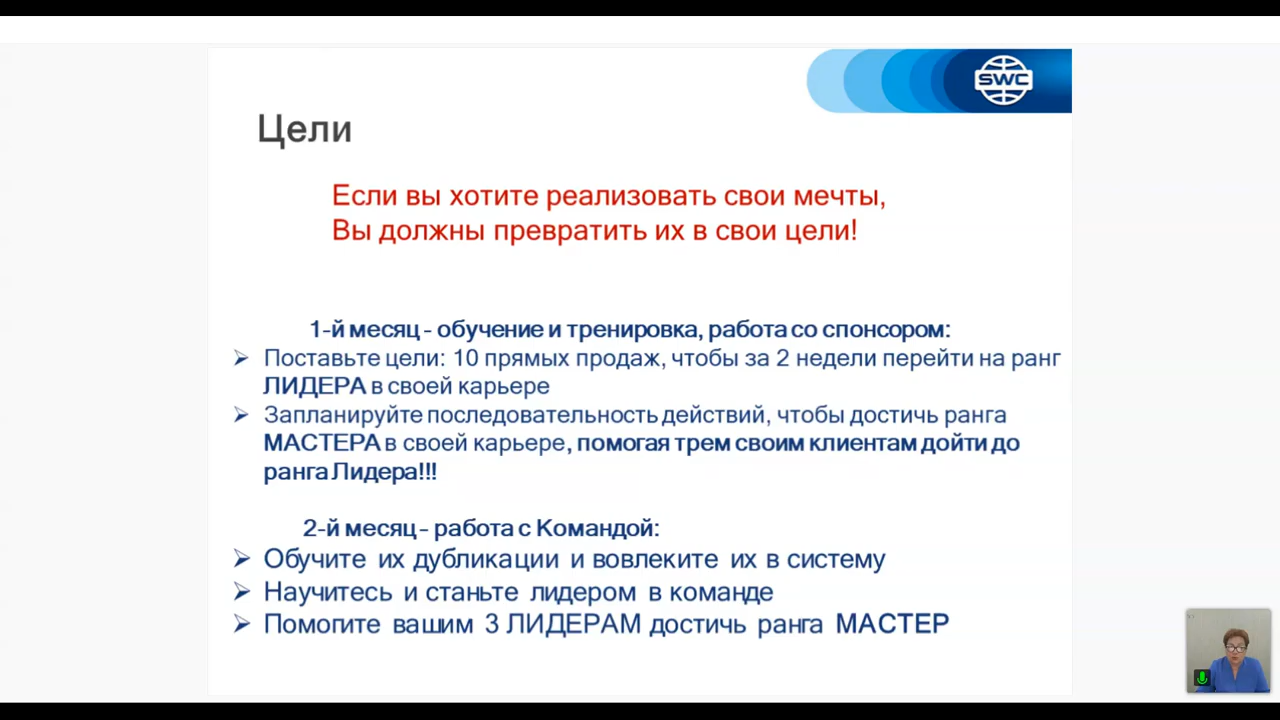 SWC
Цели
Если вы хотите реализовать свои мечты,
Вы должны превратить их в свои цели!
1-й месяц - обучение и тренировка, работа со спонсором:
Поставьте цели: 10 прямых продаж, чтобы за 2 недели перейти на ранг
ЛИДЕРА в своей карьере
Запланируйте последовательность действий, чтобы достичь ранга
МАСТЕРА в своей карьере, помогая трем своим клиентам дойти до
ранга Лидера!!!
2-й месяц - работа с Командой:
Обучите их дубликации и вовлеките их в систему
Научитесь и станьте лидером в команде
Помогите вашим 3 ЛИДЕРАМ достичь ранга МАСТЕР